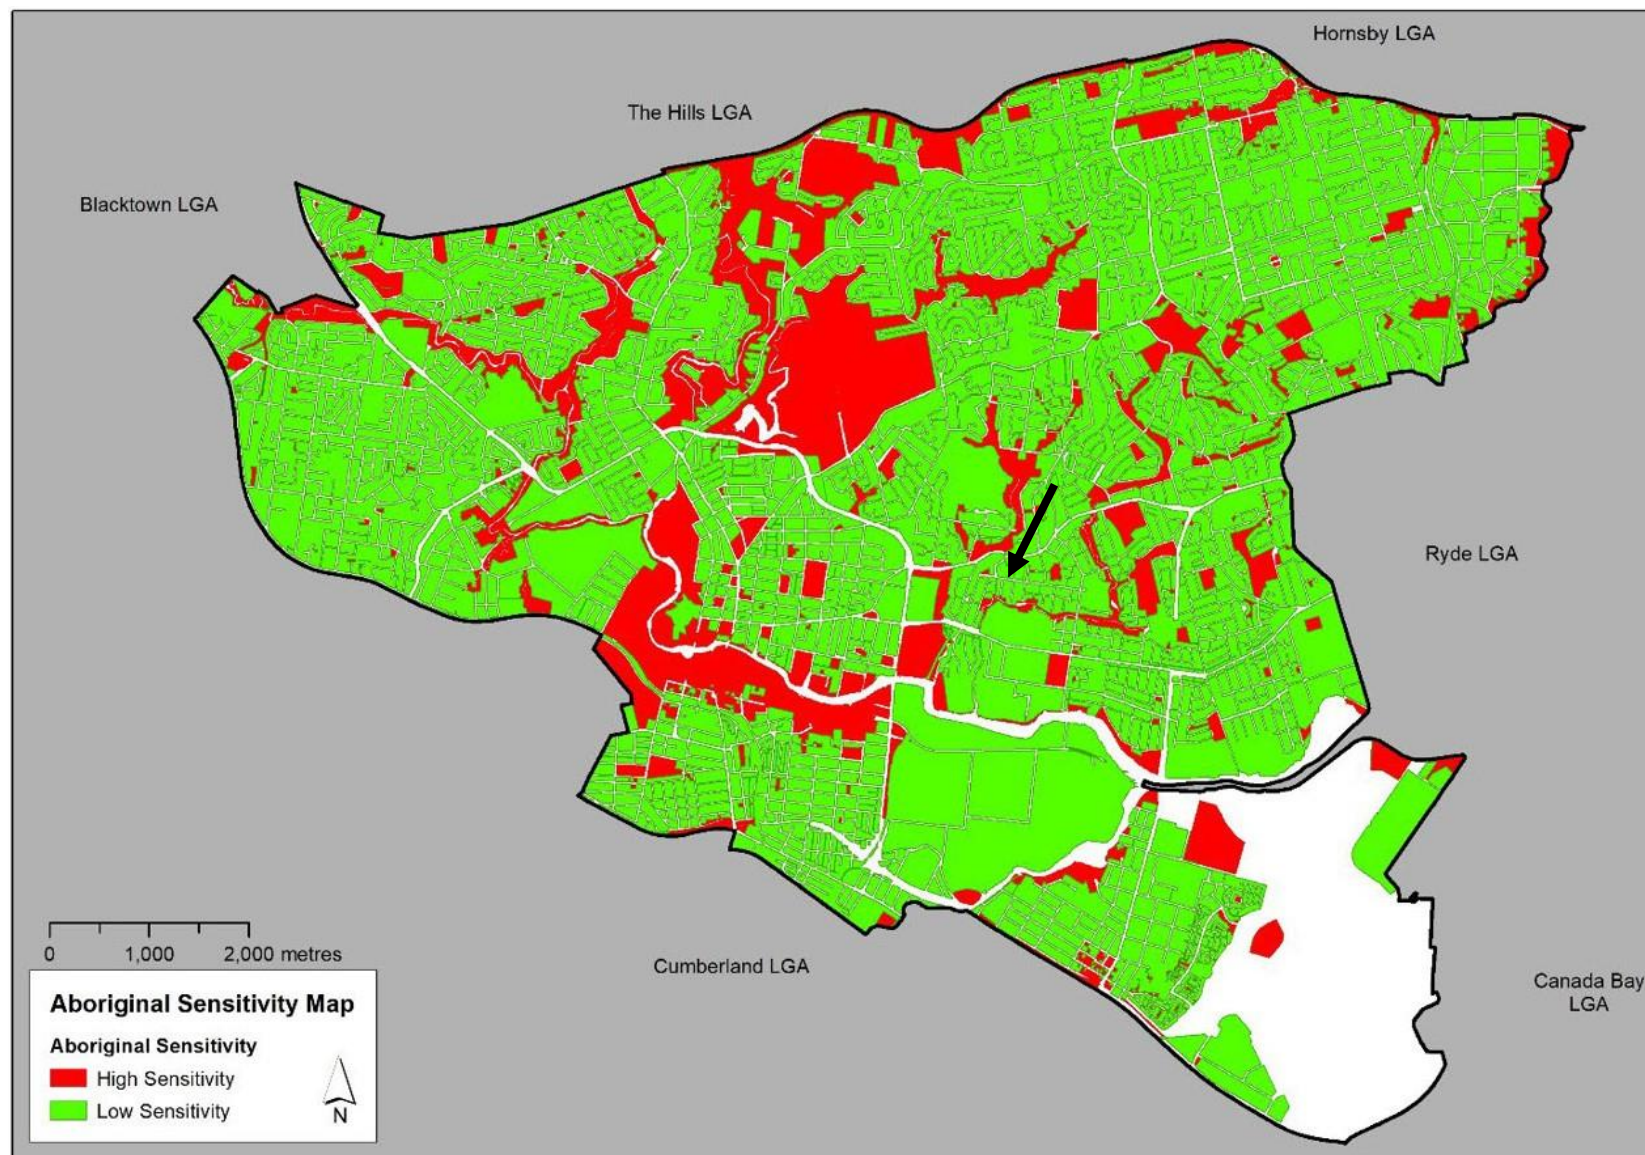 Hornsby LGA
The Hills LGA
Blacktown LGA
Ryde LGA
0 1,000 2,000 metres
Cumberland LGA
Canada Bay
LGA
Aboriginal Sensitivity Map
Aboriginal Sensitivity
High Sensitivity
Low Sensitivity
N